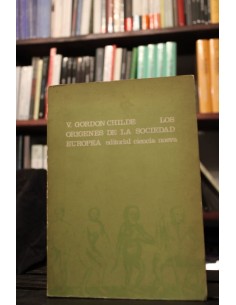 V. GORDON CHILDE LOS
ORIGENES DE LA SOCIEDAD
EUROPEA editorial ciencia nueva